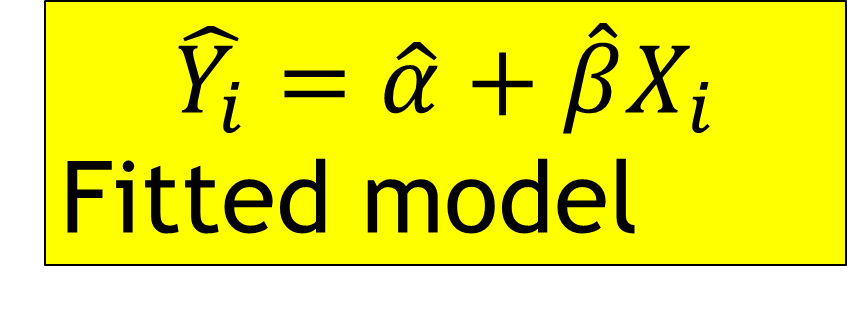 Ŷᵢ = α̂ + β̂Xᵢ
Fitted model